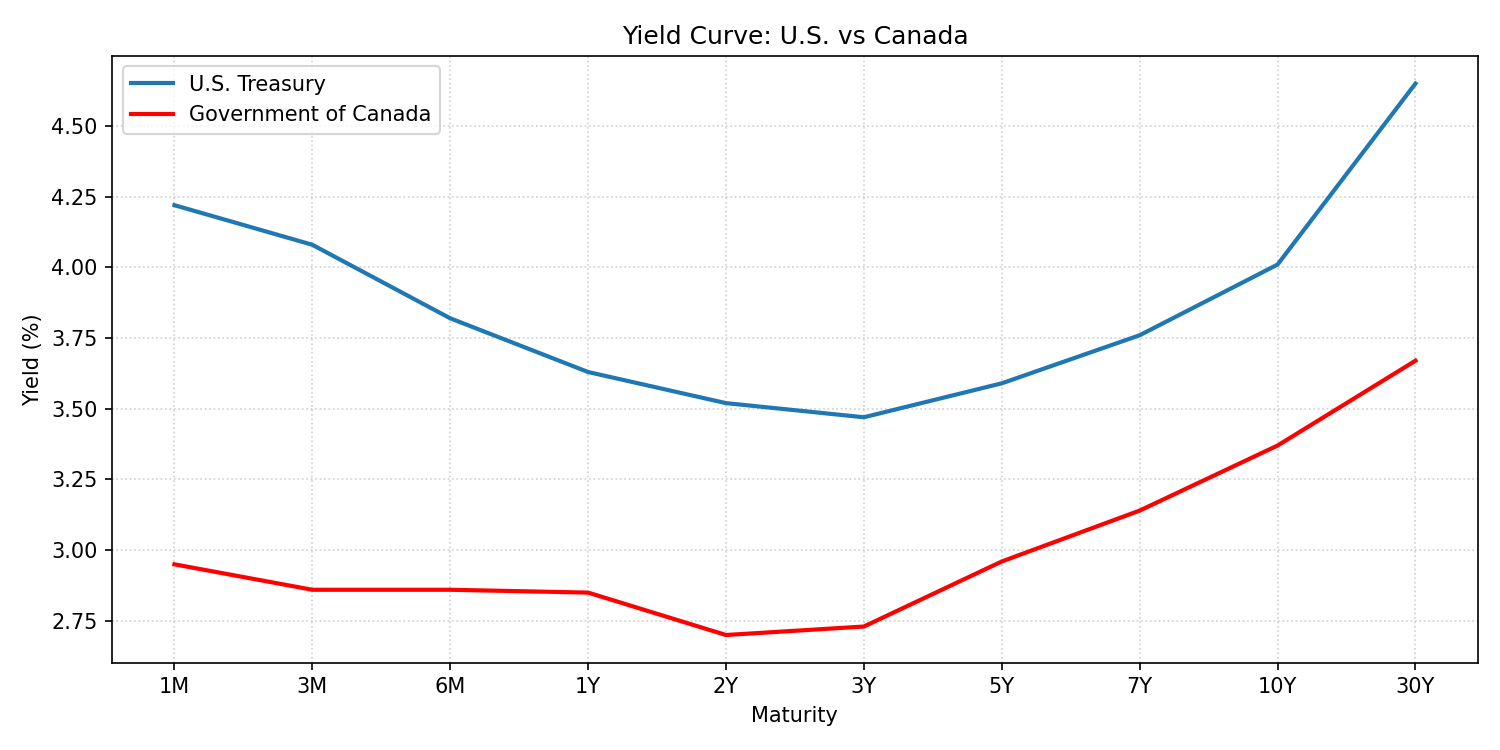 Yield Curve: U.S. vs Canada
U.S. Treasury
Government of Canada
4.50
4.25
4.00
3.75
3.50
3.25
3.00
2.75
Yield (%)
1M 3M 6M 1Y 2Y 3Y 5Y 7Y 10Y 30Y
Maturity